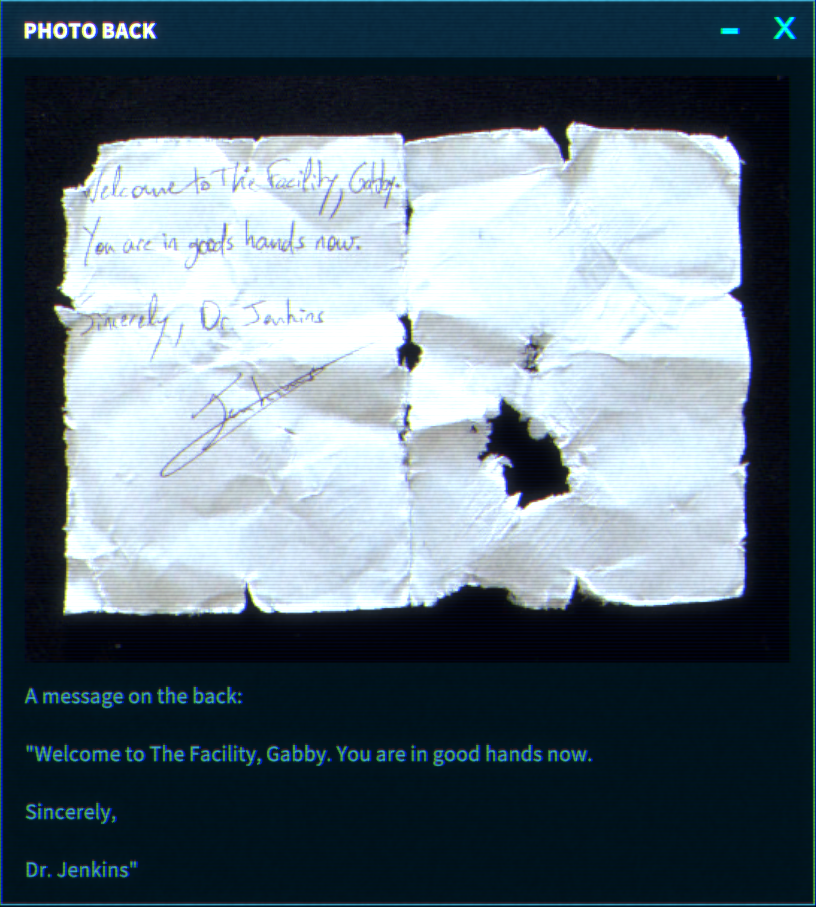 PHOTO BACK
Welcome to The Facility, Gabby.
You are in goods hands now.
Sincerely, Dr. Jenkins
Jenkins
A message on the back:
"Welcome to The Facility, Gabby. You are in good hands now.
Sincerely,
Dr. Jenkins"